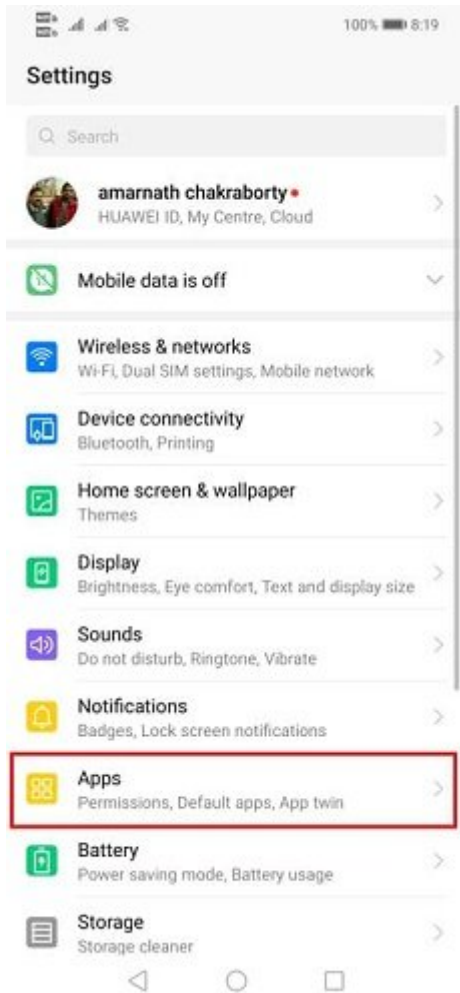 100% 8:19
Settings
Search
amarnath chakraborty
HUAWEI ID, My Centre, Cloud
Mobile data is off
Wireless & networks
Wi-Fi, Dual SIM settings, Mobile network
Device connectivity
Bluetooth, Printing
Home screen & wallpaper
Themes
Display
Brightness, Eye comfort, Text and display size
Sounds
Do not disturb, Ringtone, Vibrate
Notifications
Badges, Lock screen notifications
Apps
Permissions, Default apps, App twin
Battery
Power saving mode, Battery usage
Storage
Storage cleaner